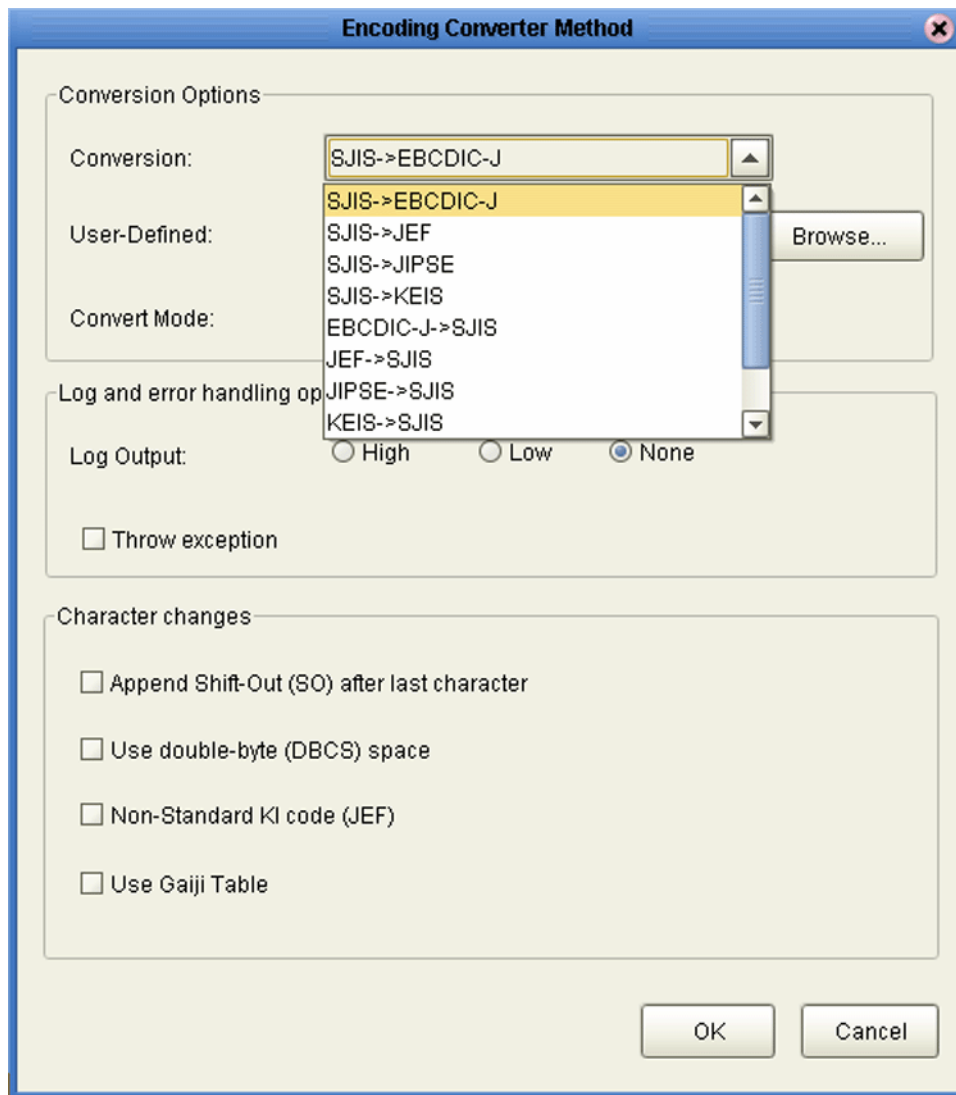 Encoding Converter Method
Conversion Options
Conversion:
SJIS->EBCDIC-J
SJIS->EBCDIC-J
User-Defined:
SJIS->JEF
Browse...
SJIS->JIPSE
SJIS->KEIS
Convert Mode:
EBCDIC-J->SJIS
JEF->SJIS
JIPSE->SJIS
Log and error handling op
KEIS->SJIS
Log Output:
High
Low
None
Throw exception
Character changes
Append Shift-Out (SO) after last character
Use double-byte (DBCS) space
Non-Standard KI code (JEF)
Use Gaiji Table
OK
Cancel